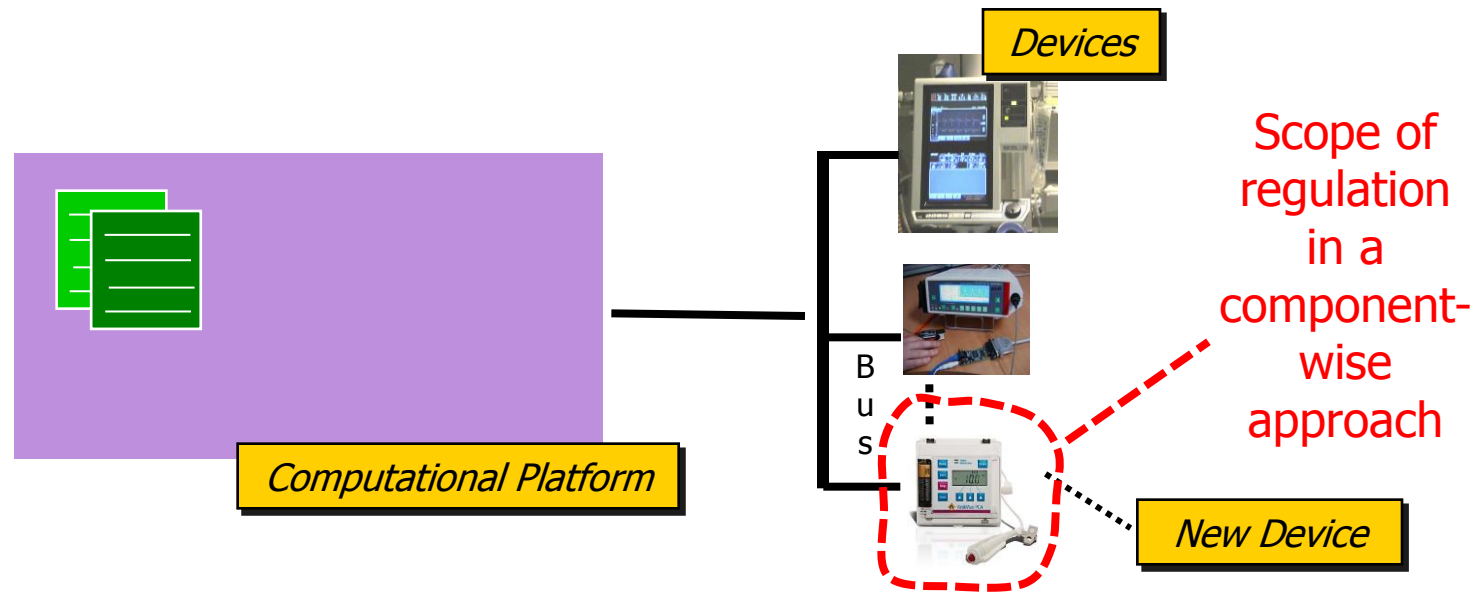 Devices
Scope of
regulation
in a
component-
wise
approach
B
u
s
Computational Platform
New Device